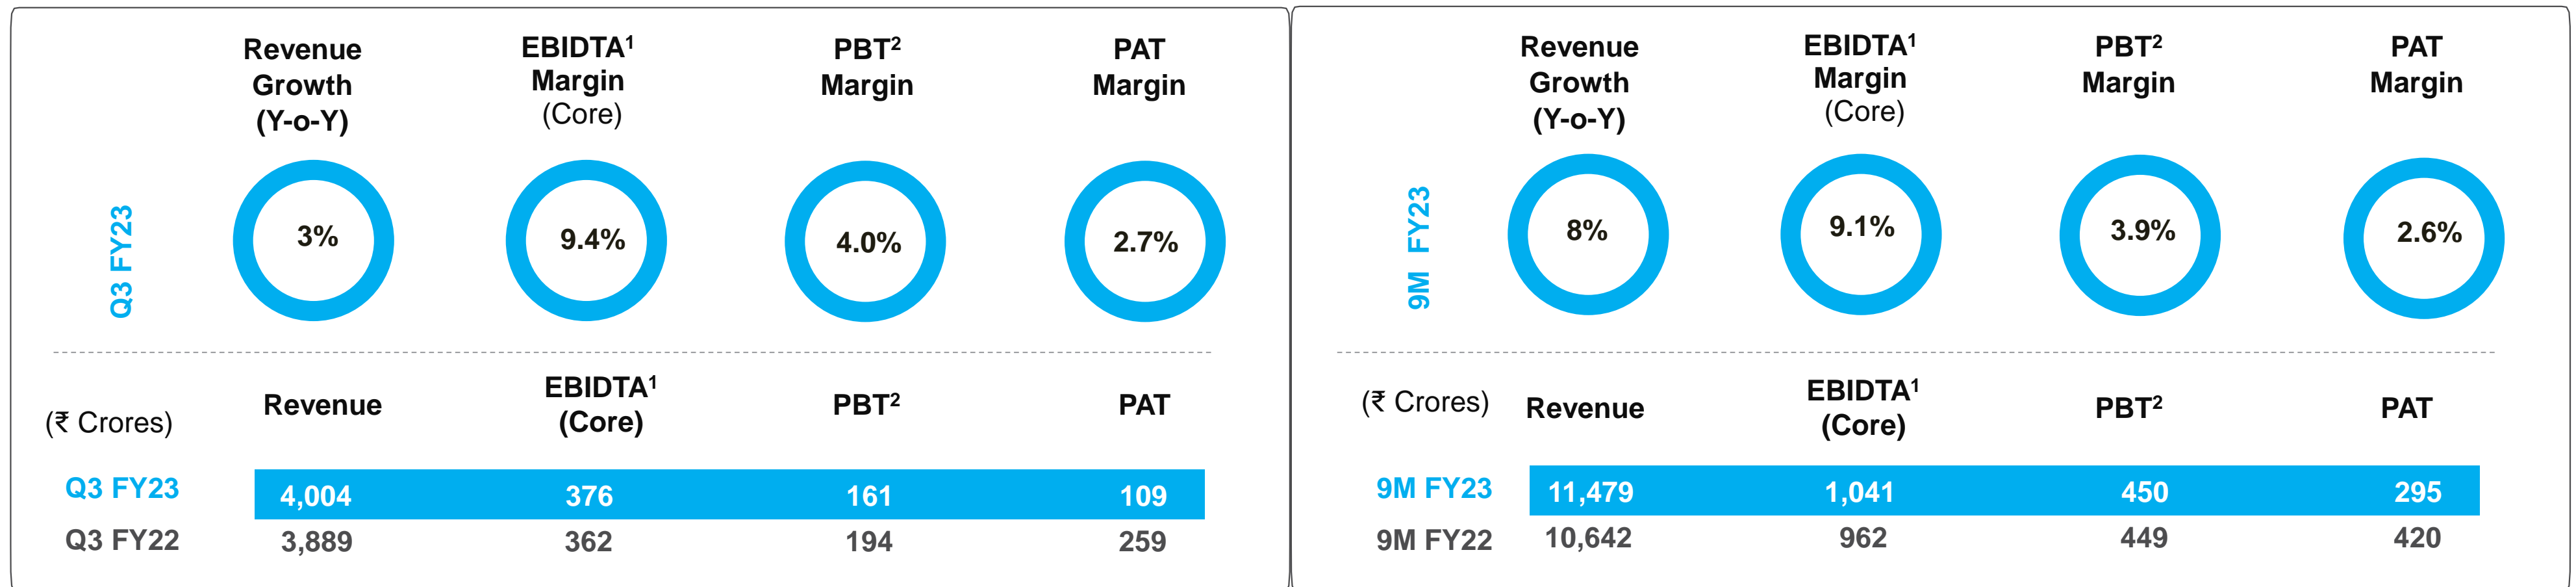 Revenue
Growth
(Y-o-Y)
EBIDTA¹
Margin
(Core)
PBT²
Margin
PAT
Margin
Q3 FY23
3%
9.4%
4.0%
2.7%
(₹ Crores)
Revenue
EBIDTA¹
(Core)
PBT²
PAT
Q3 FY23 4,004 376 161 109
Q3 FY22 3,889 362 194 259
Revenue
Growth
(Y-o-Y)
EBIDTA¹
Margin
(Core)
PBT²
Margin
PAT
Margin
9M FY23
8%
9.1%
3.9%
2.6%
(₹ Crores)
Revenue
EBIDTA¹
(Core)
PBT²
PAT
9M FY23 11,479 1,041 450 295
9M FY22 10,642 962 449 420